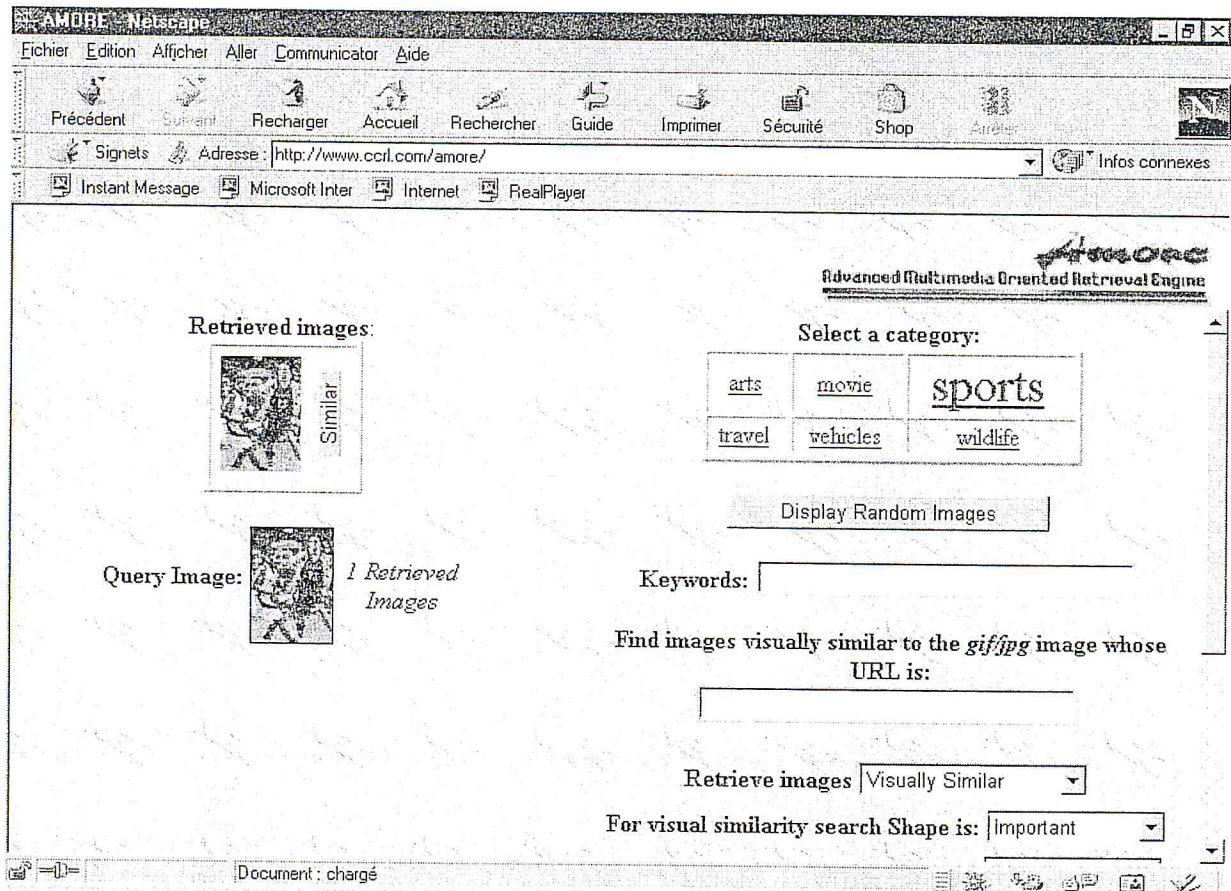 AMORE - Netscape
Fichier Edition Afficher Aller Communicator Aide
Précédent Suivant Recharger Accueil Rechercher Guide Imprimer Sécurité Shop Arrêter
Signets Adresse : http://www.ccrl.com/amore/ Infos connexes
Instant Message Microsoft Inter Internet RealPlayer
Amore
Advanced Multimedia Oriented Retrieval Engine
Retrieved images:
Similar
Query Image: 1 Retrieved
Images
Select a category:
arts movie sports
travel vehicles wildlife
Display Random Images
Keywords:
Find images visually similar to the gif/jpg image whose
URL is:
Retrieve images Visually Similar
For visual similarity search Shape is: Important
Document : chargé